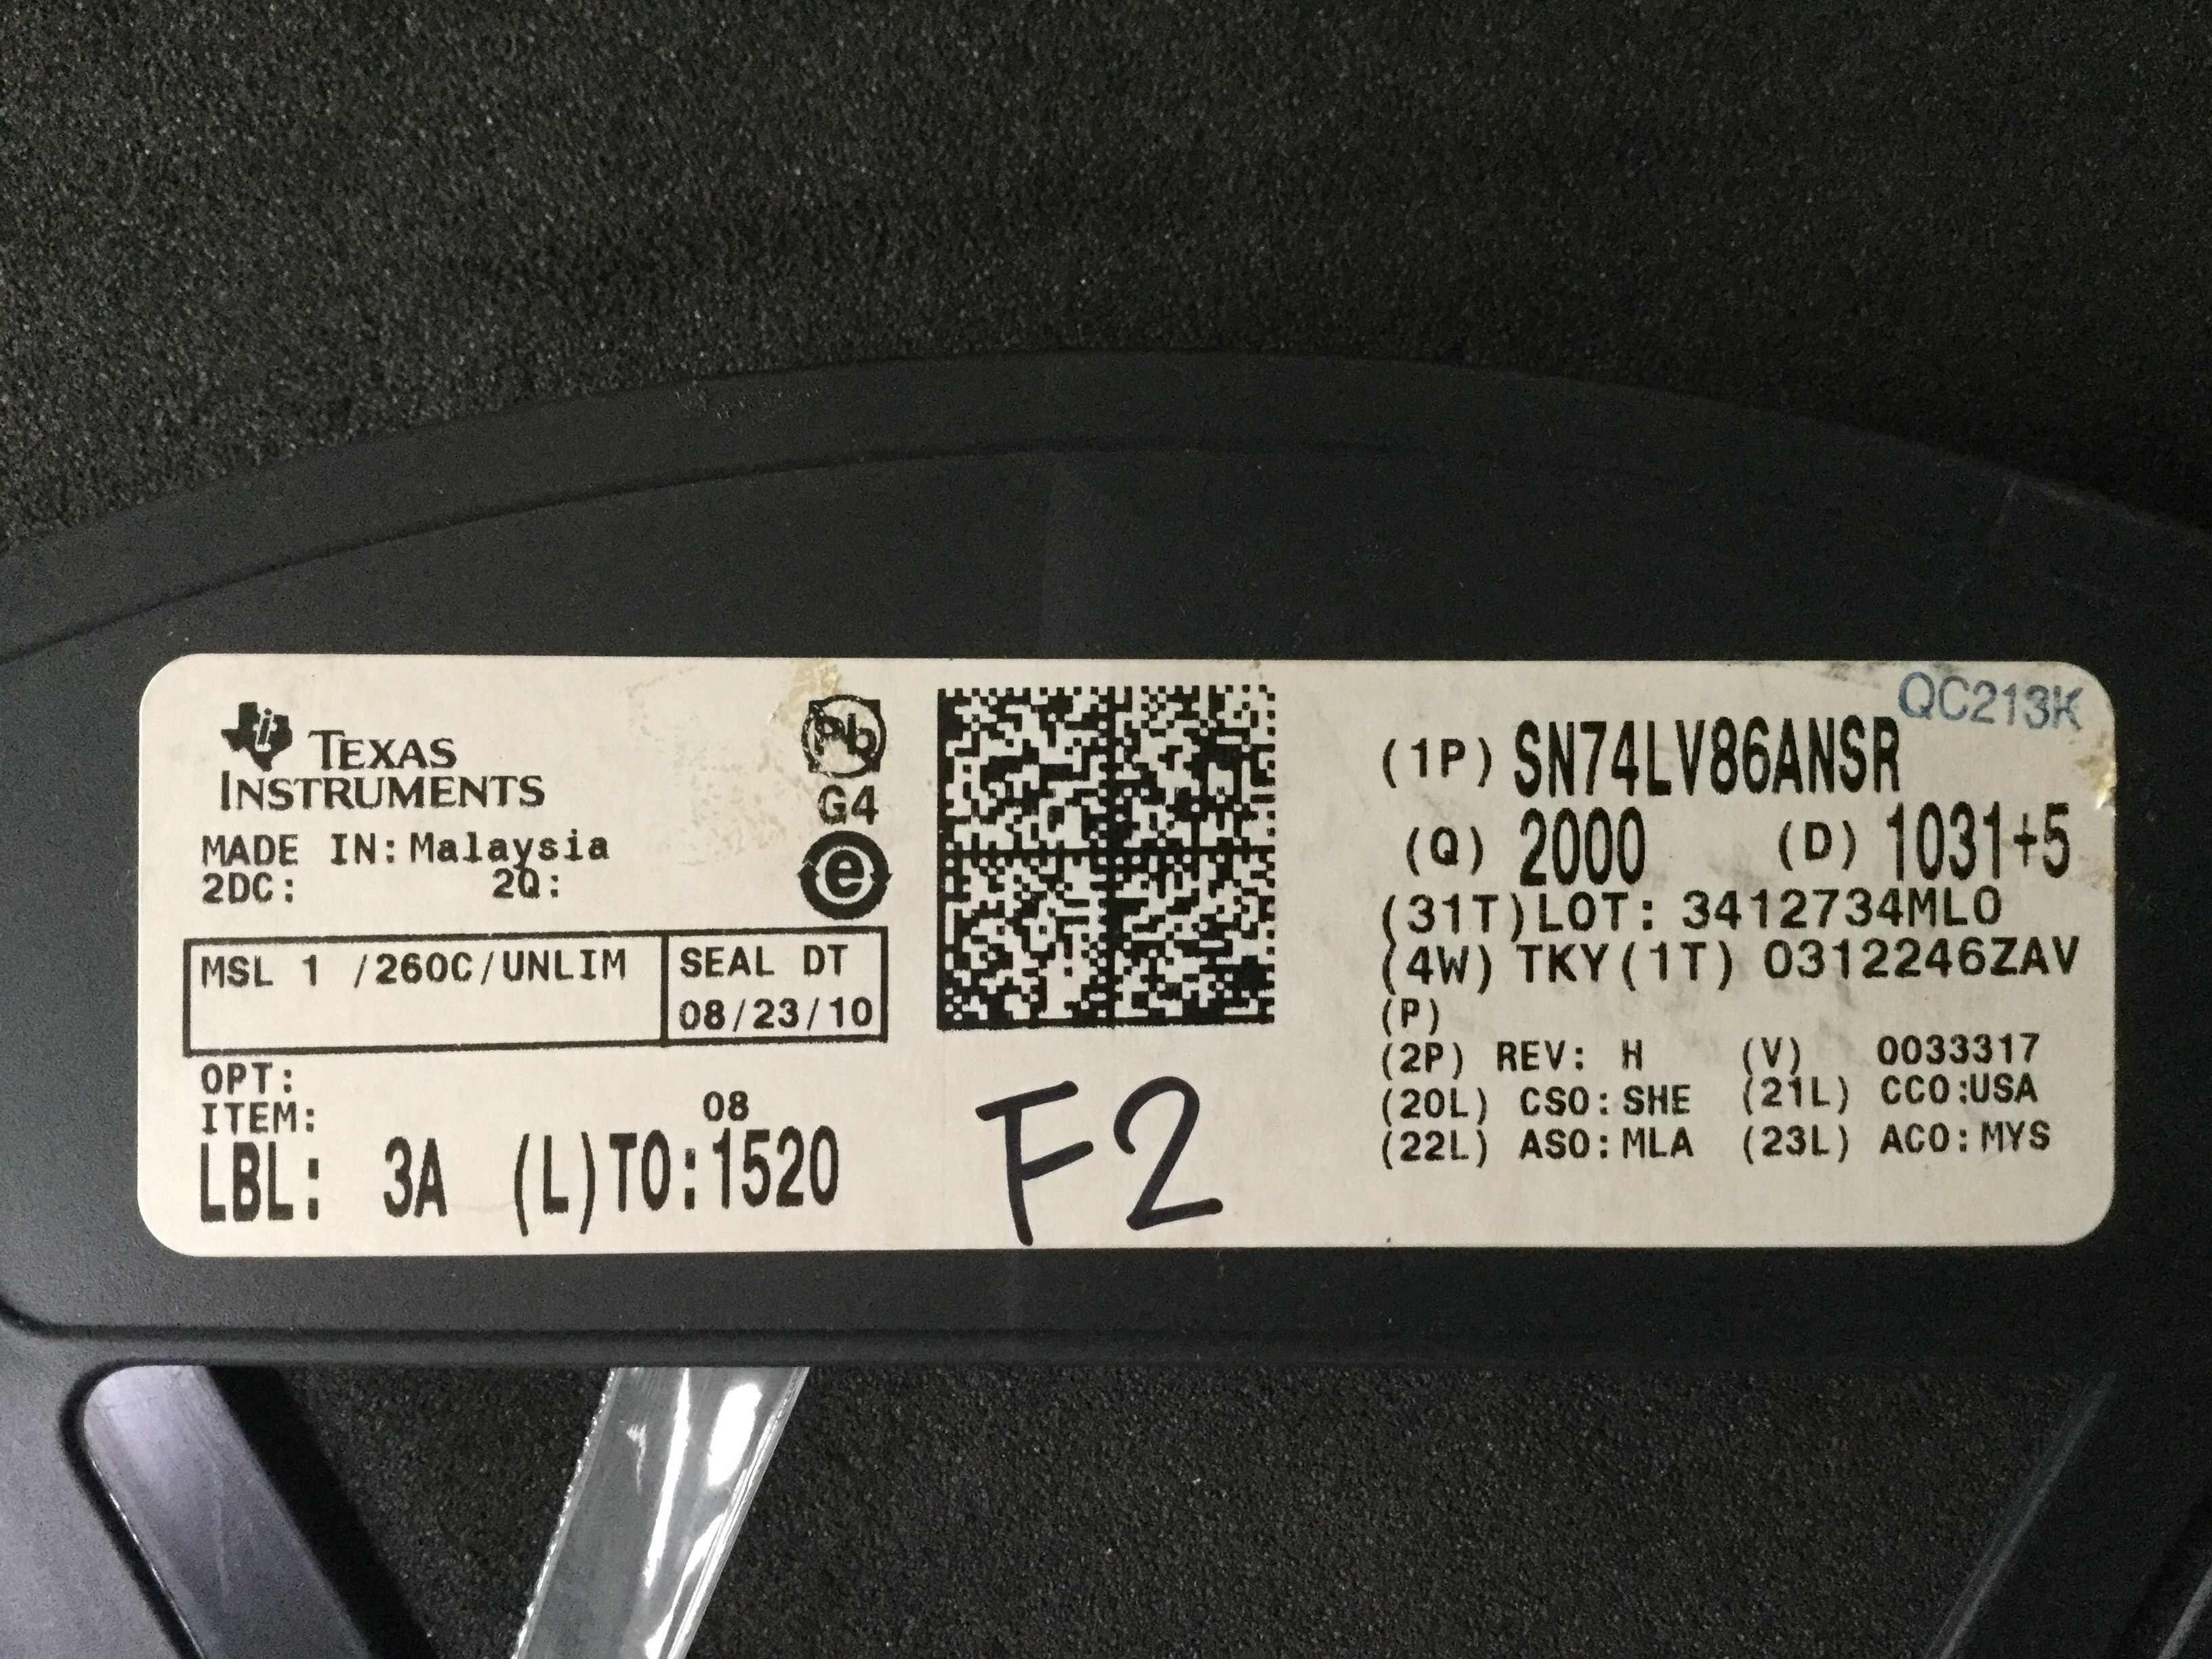 TEXAS
INSTRUMENTS
MADE IN: Malaysia
2DC: 2Q:
Pb
G4
e
MSL 1 /260C/UNLIM
SEAL DT
08/23/10
OPT:
ITEM:
08
LBL: 3A (L)TO:1520
F2
QC213K
(1P) SN74LV86ANSR
(Q) 2000 (D) 1031+5
(31T)LOT: 3412734ML0
(4W) TKY(1T) 0312246ZAV
(P)
(2P) REV: H (V) 0033317
(20L) CSO:SHE (21L) CCO:USA
(22L) ASO:MLA (23L) ACO:MYS